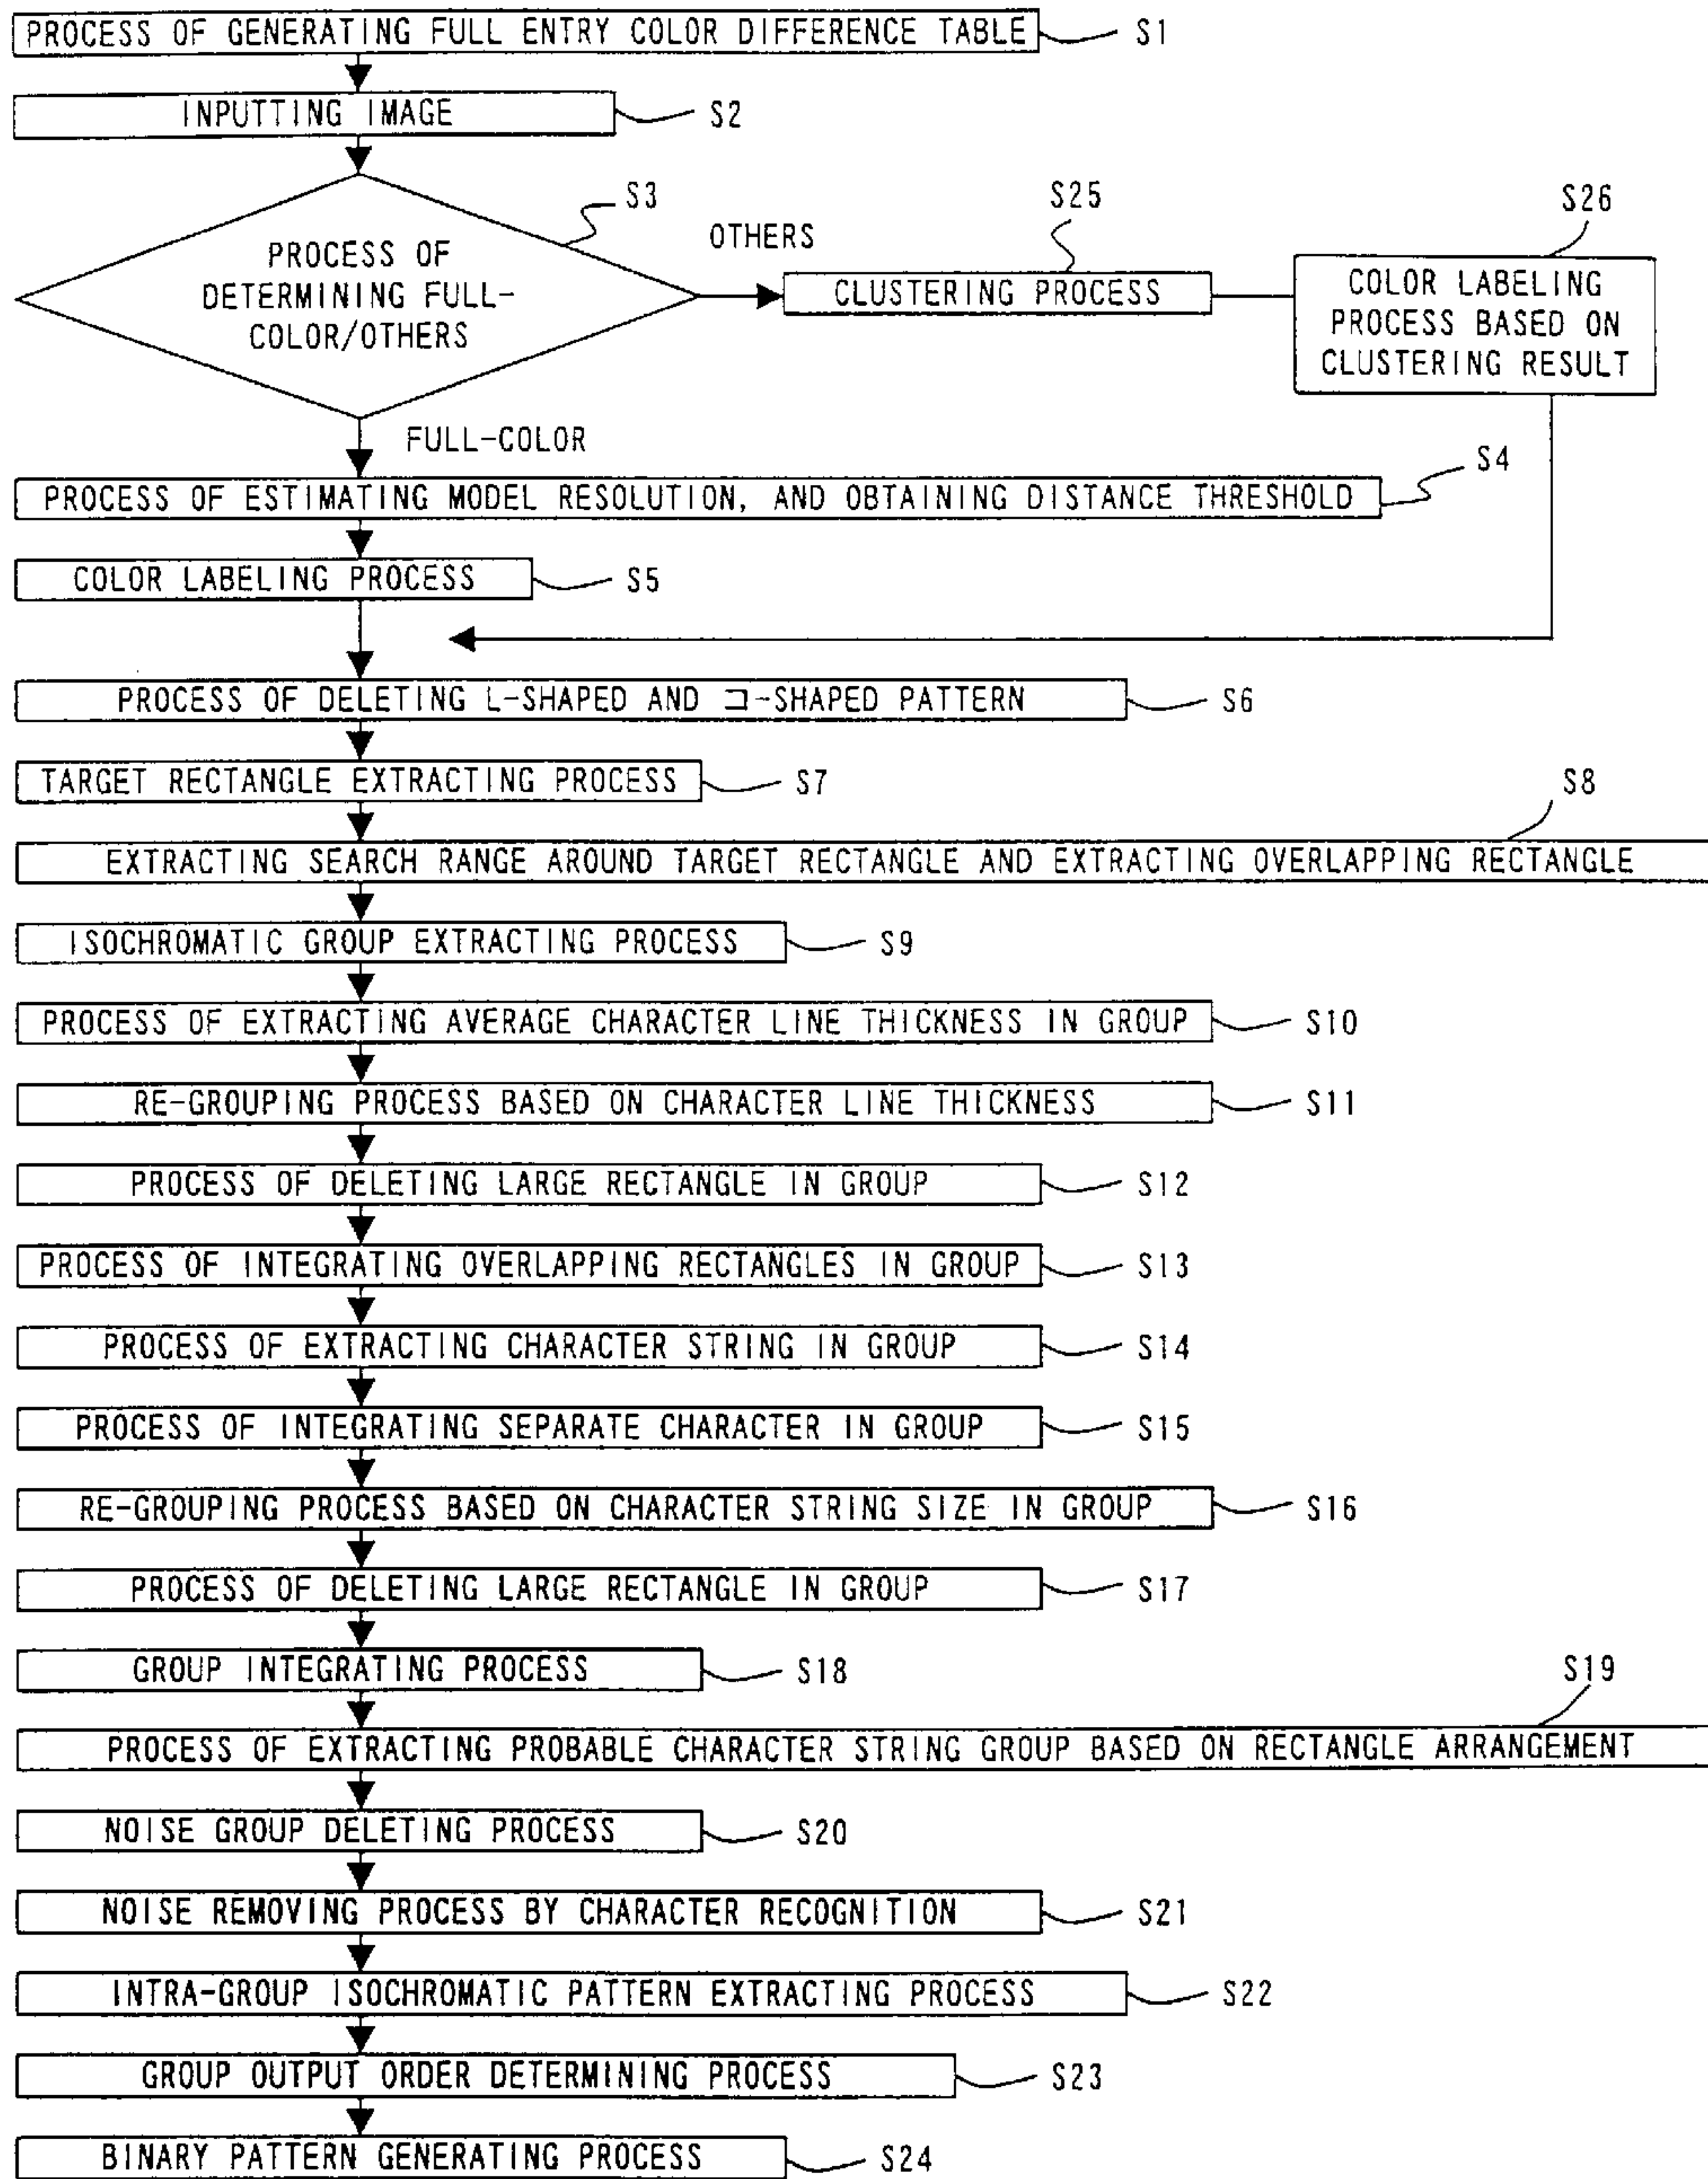 PROCESS OF GENERATING FULL ENTRY COLOR DIFFERENCE TABLE S1
INPUTTING IMAGE S2
S3
PROCESS OF
DETERMINING FULL-
COLOR/OTHERS
OTHERS
S25
CLUSTERING PROCESS
S26
COLOR LABELING
PROCESS BASED ON
CLUSTERING RESULT
FULL-COLOR
S4
PROCESS OF ESTIMATING MODEL RESOLUTION, AND OBTAINING DISTANCE THRESHOLD
COLOR LABELING PROCESS S5
PROCESS OF DELETING L-SHAPED AND コ-SHAPED PATTERN S6
TARGET RECTANGLE EXTRACTING PROCESS S7
S8
EXTRACTING SEARCH RANGE AROUND TARGET RECTANGLE AND EXTRACTING OVERLAPPING RECTANGLE
ISOCHROMATIC GROUP EXTRACTING PROCESS S9
PROCESS OF EXTRACTING AVERAGE CHARACTER LINE THICKNESS IN GROUP S10
RE-GROUPING PROCESS BASED ON CHARACTER LINE THICKNESS S11
PROCESS OF DELETING LARGE RECTANGLE IN GROUP S12
PROCESS OF INTEGRATING OVERLAPPING RECTANGLES IN GROUP S13
PROCESS OF EXTRACTING CHARACTER STRING IN GROUP S14
PROCESS OF INTEGRATING SEPARATE CHARACTER IN GROUP S15
RE-GROUPING PROCESS BASED ON CHARACTER STRING SIZE IN GROUP S16
PROCESS OF DELETING LARGE RECTANGLE IN GROUP S17
GROUP INTEGRATING PROCESS S18
S19
PROCESS OF EXTRACTING PROBABLE CHARACTER STRING GROUP BASED ON RECTANGLE ARRANGEMENT
NOISE GROUP DELETING PROCESS S20
NOISE REMOVING PROCESS BY CHARACTER RECOGNITION S21
INTRA-GROUP ISOCHROMATIC PATTERN EXTRACTING PROCESS S22
GROUP OUTPUT ORDER DETERMINING PROCESS S23
BINARY PATTERN GENERATING PROCESS S24